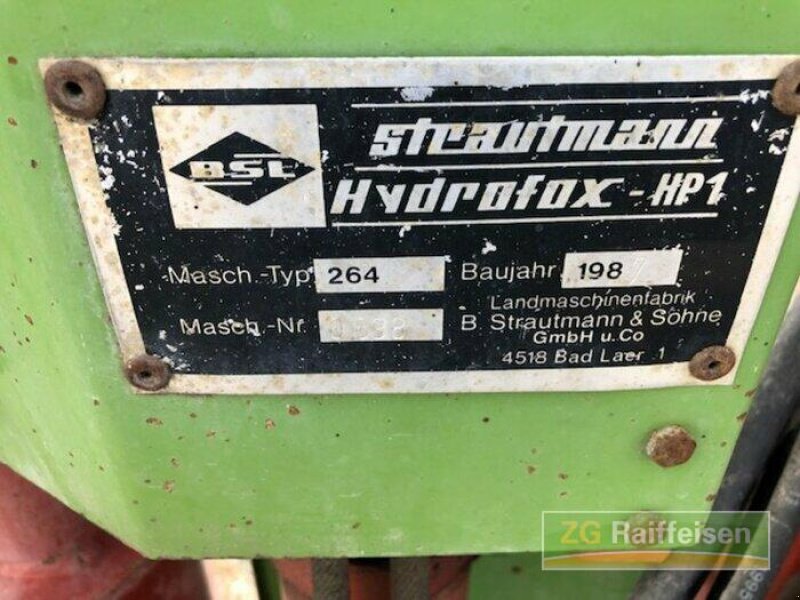 BSL
strautmann
Hydrofox-HP1
Masch.-Typ 264
Baujahr 198
Masch.-Nr.
Landmaschinenfabrik
B. Strautmann & Söhne
GmbH u.Co
4518 Bad Laer 1
ZG Raiffeisen